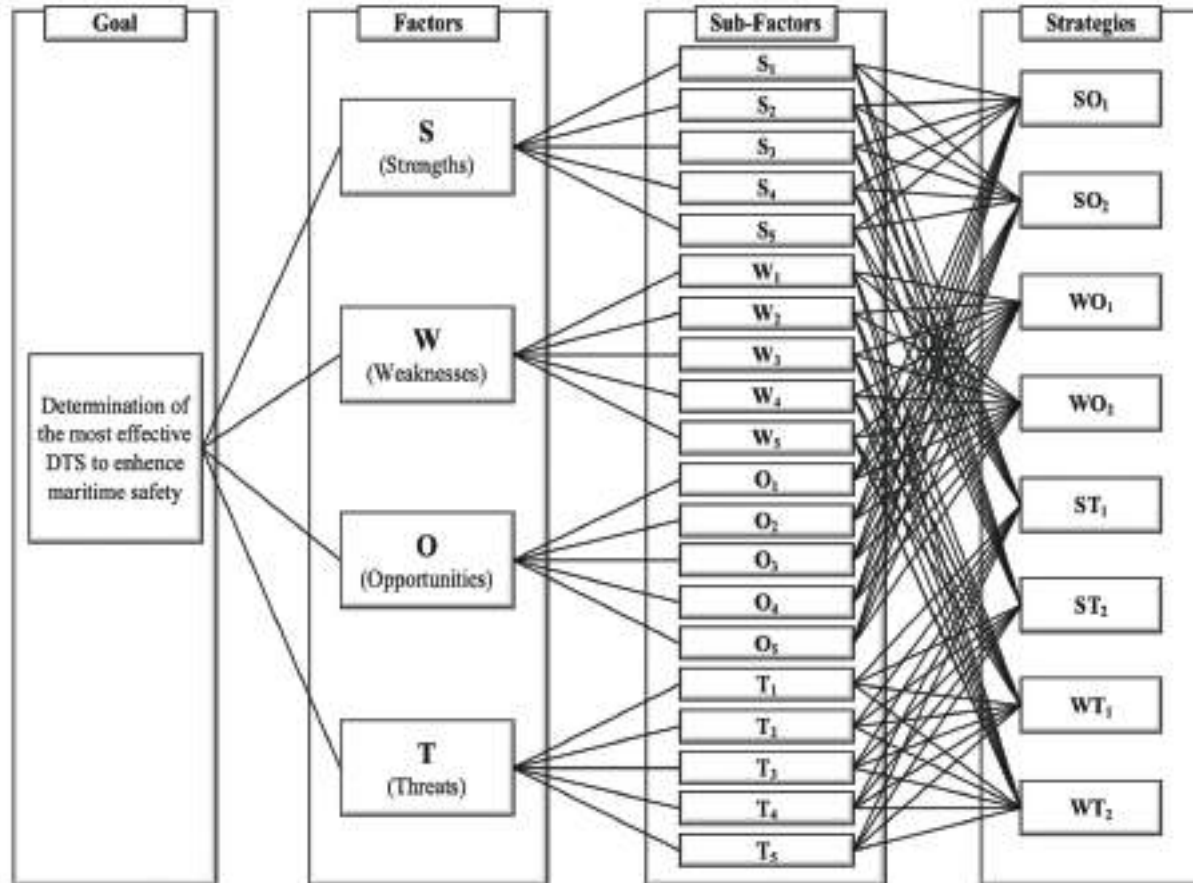 Goal
Factors
Sub-Factors
Strategies
Determination of
the most effective
DTS to enhence
maritime safety
S
(Strengths)
W
(Weaknesses)
O
(Opportunities)
T
(Threats)
S₁
S₂
S₃
S₄
S₅
W₁
W₂
W₃
W₄
W₅
O₁
O₂
O₃
O₄
O₅
T₁
T₂
T₃
T₄
T₅
SO₁
SO₂
WO₁
WO₂
ST₁
ST₂
WT₁
WT₂